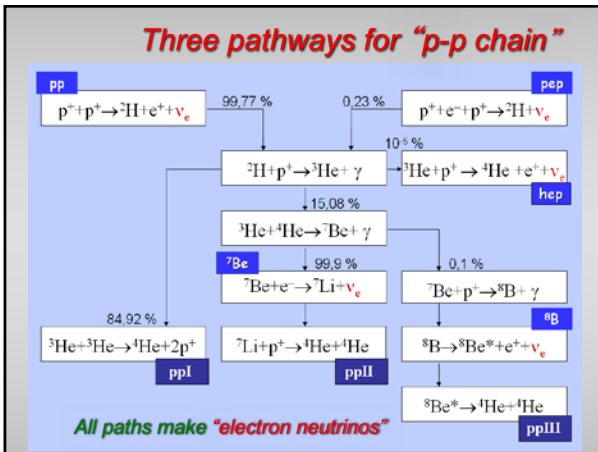 Three pathways for “p-p chain”
pp
p⁺+p⁺→²H+e⁺+νₑ
99,77 %
0,23 %
pep
p⁺+e⁻+p⁺→²H+νₑ
²H+p⁺→³He+ γ
10⁻⁵ %
³He+p⁺→ ⁴He +e⁺+νₑ
hep
15,08 %
³He+⁴He→⁷Be+ γ
⁷Be
99,9 %
⁷Be+e⁻→⁷Li+νₑ
0,1 %
⁷Be+p⁺→⁸B+ γ
84,92 %
³He+³He→⁴He+2p⁺
ppI
⁷Li+p⁺→⁴He+⁴He
ppII
⁸B
⁸B→⁸Be*+e⁺+νₑ
⁸Be*→⁴He+⁴He
ppIII
All paths make “electron neutrinos”